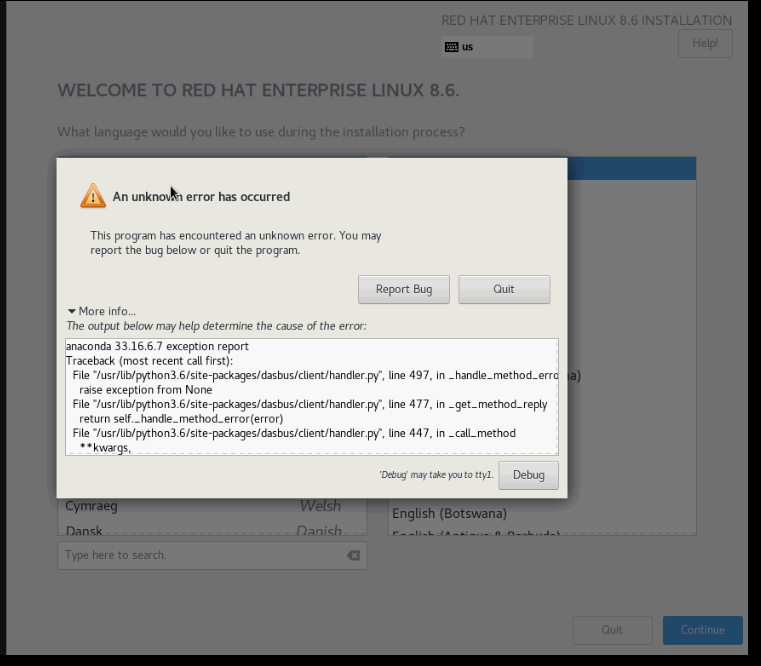 RED HAT ENTERPRISE LINUX 8.6 INSTALLATION
us
Help!
WELCOME TO RED HAT ENTERPRISE LINUX 8.6.
What language would you like to use during the installation process?
An unknown error has occurred
This program has encountered an unknown error. You may
report the bug below or quit the program.
Report Bug
Quit
More info...
The output below may help determine the cause of the error:
anaconda 33.16.6.7 exception report
Traceback (most recent call first):
File "/usr/lib/python3.6/site-packages/dasbus/client/handler.py", line 497, in _handle_method_erro
raise exception from None
File "/usr/lib/python3.6/site-packages/dasbus/client/handler.py", line 477, in _get_method_reply
return self._handle_method_error(error)
File "/usr/lib/python3.6/site-packages/dasbus/client/handler.py", line 447, in _call_method
**kwargs,
'Debug' may take you to tty1.
Debug
Cymraeg Welsh
Dansk Danish
English (Botswana)
English (Antigua & Barbuda)
Type here to search.
Quit
Continue